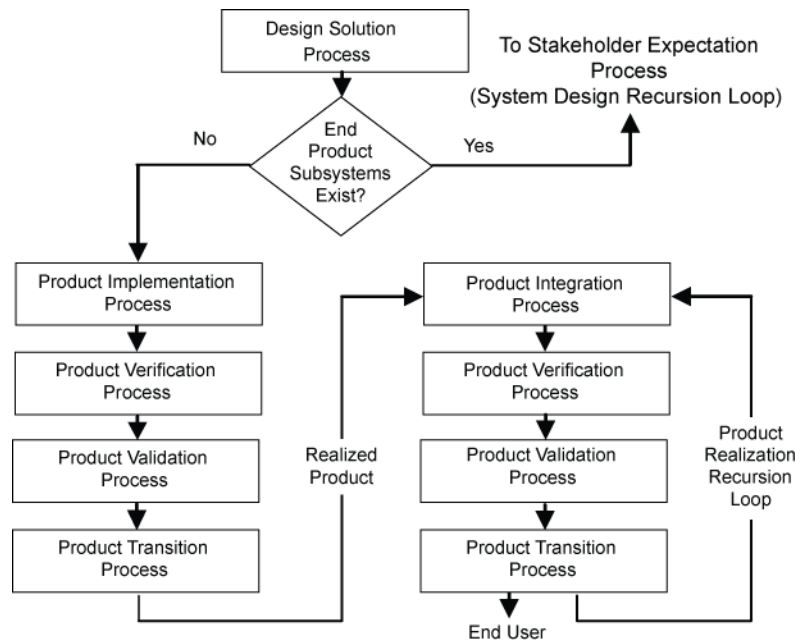 Design Solution
Process
To Stakeholder Expectation
Process
(System Design Recursion Loop)
No
End
Product
Subsystems
Exist?
Yes
Product Implementation
Process
Product Verification
Process
Product Validation
Process
Product Transition
Process
Realized
Product
Product Integration
Process
Product Verification
Process
Product Validation
Process
Product Transition
Process
End User
Product
Realization
Recursion
Loop